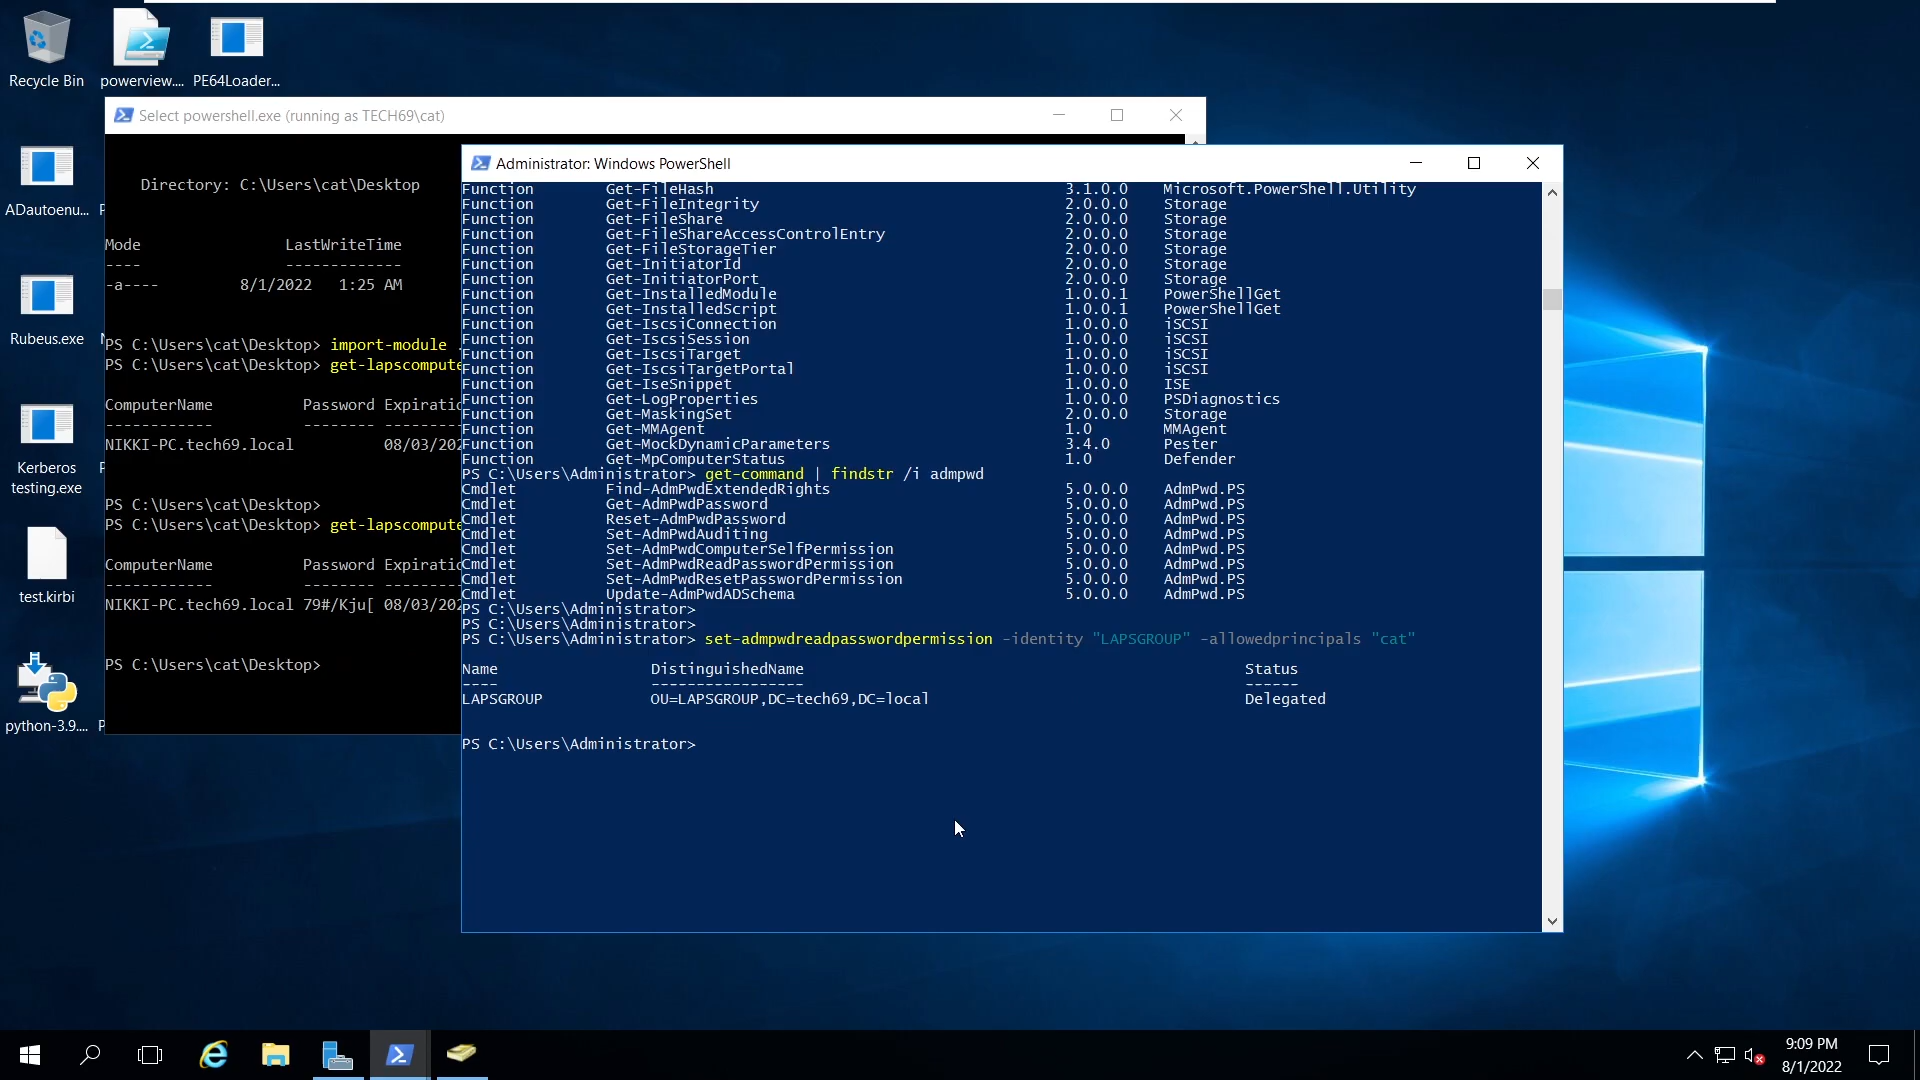 Recycle Bin
powerview....
PE64Loader...
ADautoenu...
Rubeus.exe
Kerberos
testing.exe
test.kirbi
python-3.9....
Select powershell.exe (running as TECH69\cat)
Directory: C:\Users\cat\Desktop
Mode LastWriteTime
---- -------------
-a---- 8/1/2022 1:25 AM
PS C:\Users\cat\Desktop> import-module .
PS C:\Users\cat\Desktop> get-lapscompute
ComputerName Password Expiratio
------------ -------- ---------
NIKKI-PC.tech69.local 08/03/202
PS C:\Users\cat\Desktop>
PS C:\Users\cat\Desktop> get-lapscompute
ComputerName Password Expiratio
------------ -------- ---------
NIKKI-PC.tech69.local 79#/Kju[ 08/03/202
PS C:\Users\cat\Desktop>
Administrator: Windows PowerShell
Function Get-FileHash 3.1.0.0 Microsoft.PowerShell.Utility
Function Get-FileIntegrity 2.0.0.0 Storage
Function Get-FileShare 2.0.0.0 Storage
Function Get-FileShareAccessControlEntry 2.0.0.0 Storage
Function Get-FileStorageTier 2.0.0.0 Storage
Function Get-InitiatorId 2.0.0.0 Storage
Function Get-InitiatorPort 2.0.0.0 Storage
Function Get-InstalledModule 1.0.0.1 PowerShellGet
Function Get-InstalledScript 1.0.0.1 PowerShellGet
Function Get-IscsiConnection 1.0.0.0 iSCSI
Function Get-IscsiSession 1.0.0.0 iSCSI
Function Get-IscsiTarget 1.0.0.0 iSCSI
Function Get-IscsiTargetPortal 1.0.0.0 iSCSI
Function Get-IseSnippet 1.0.0.0 ISE
Function Get-LogProperties 1.0.0.0 PSDiagnostics
Function Get-MaskingSet 2.0.0.0 Storage
Function Get-MMAgent 1.0 MMAgent
Function Get-MockDynamicParameters 3.4.0 Pester
Function Get-MpComputerStatus 1.0 Defender
PS C:\Users\Administrator> get-command | findstr /i admpwd
Cmdlet Find-AdmPwdExtendedRights 5.0.0.0 AdmPwd.PS
Cmdlet Get-AdmPwdPassword 5.0.0.0 AdmPwd.PS
Cmdlet Reset-AdmPwdPassword 5.0.0.0 AdmPwd.PS
Cmdlet Set-AdmPwdAuditing 5.0.0.0 AdmPwd.PS
Cmdlet Set-AdmPwdComputerSelfPermission 5.0.0.0 AdmPwd.PS
Cmdlet Set-AdmPwdReadPasswordPermission 5.0.0.0 AdmPwd.PS
Cmdlet Set-AdmPwdResetPasswordPermission 5.0.0.0 AdmPwd.PS
Cmdlet Update-AdmPwdADSchema 5.0.0.0 AdmPwd.PS
PS C:\Users\Administrator>
PS C:\Users\Administrator>
PS C:\Users\Administrator> set-admpwdreadpasswordpermission -identity "LAPSGROUP" -allowedprincipals "cat"
Name DistinguishedName Status
---- ----------------- ------
LAPSGROUP OU=LAPSGROUP,DC=tech69,DC=local Delegated
PS C:\Users\Administrator>
9:09 PM
8/1/2022